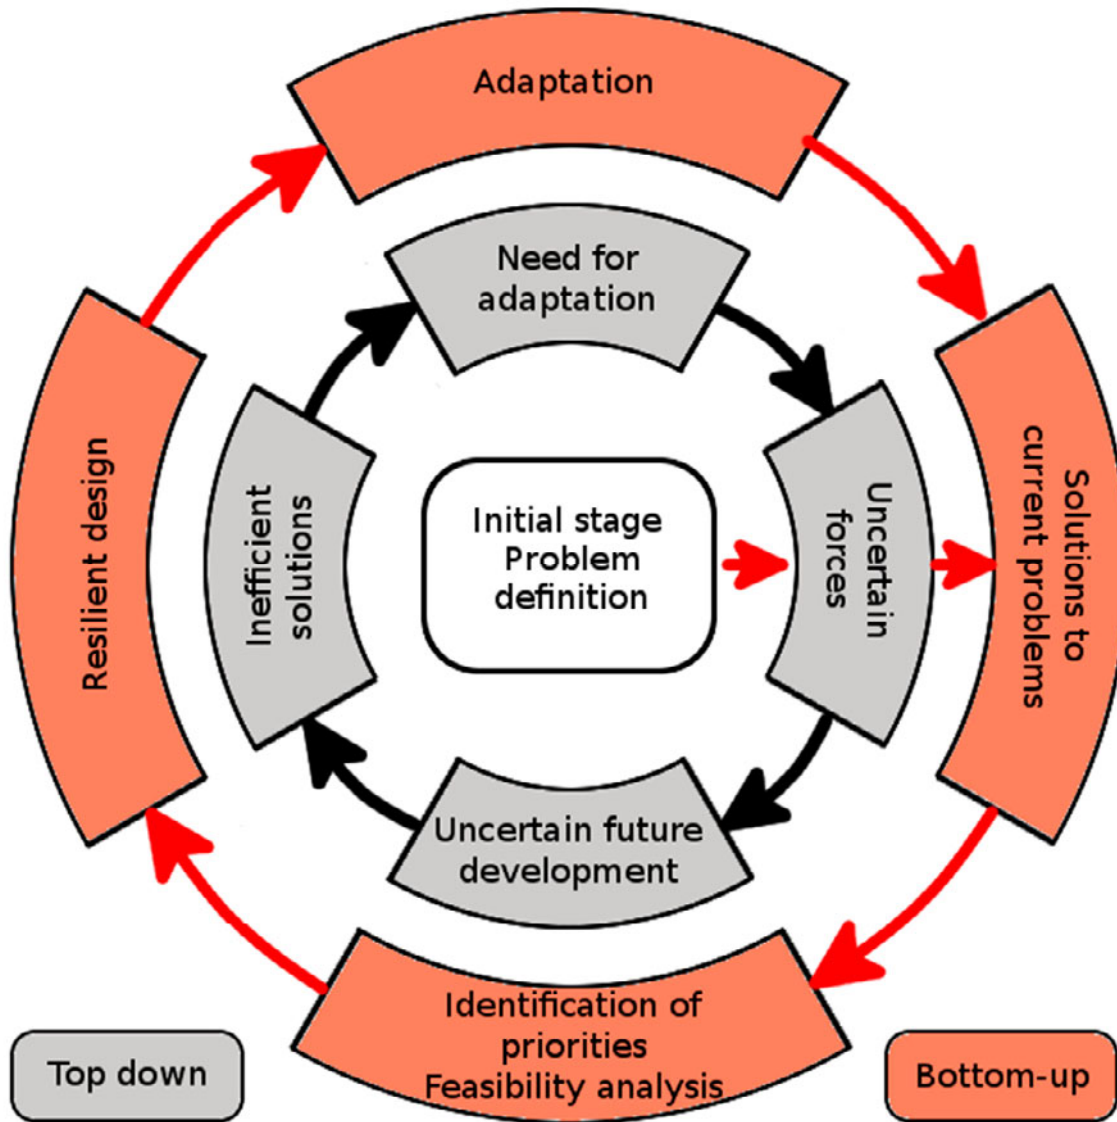 Adaptation
Need for
adaptation
Uncertain
forces
Solutions to
current problems
Initial stage
Problem
definition
Inefficient
solutions
Resilient design
Uncertain future
development
Identification of
priorities
Feasibility analysis
Top down
Bottom-up